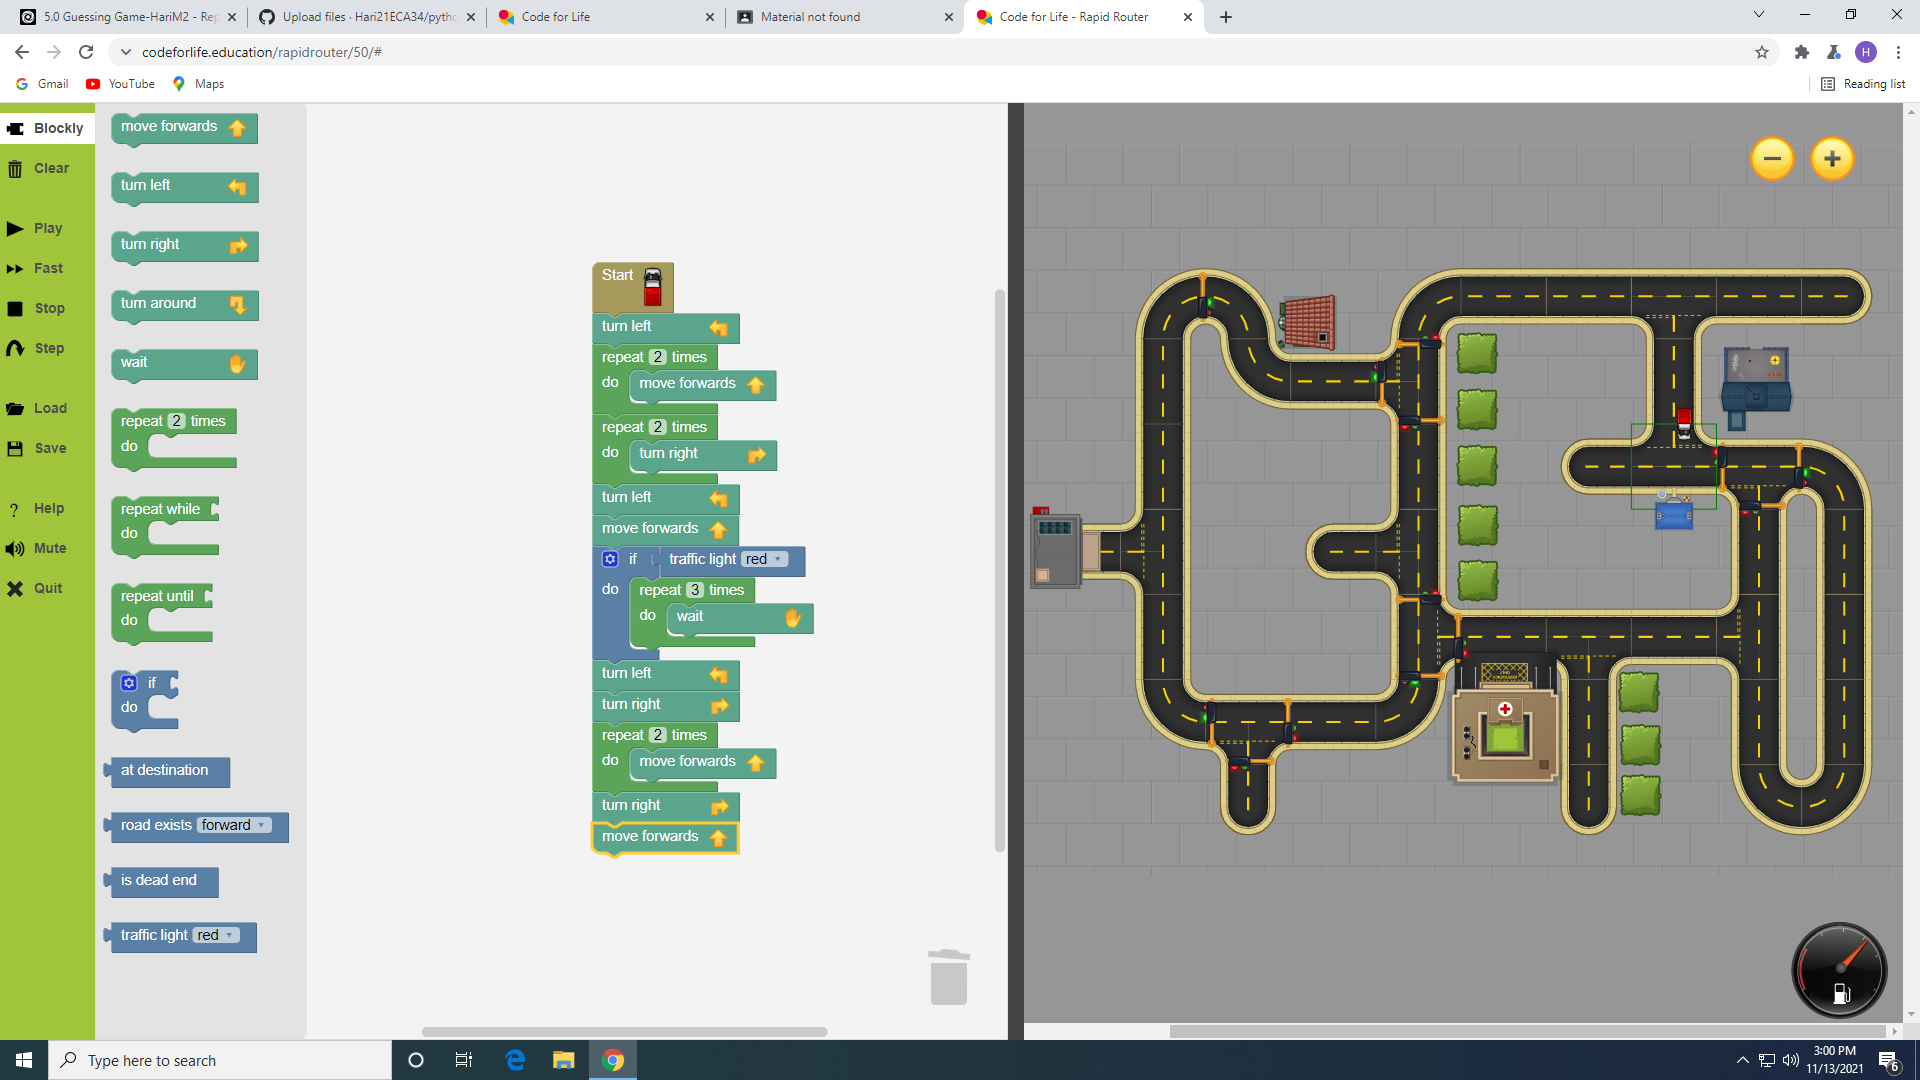 5.0 Guessing Game-HariM2 - Rep
Upload files · Hari21ECA34/pytho
Code for Life
Material not found
Code for Life - Rapid Router
codeforlife.education/rapidrouter/50/#
H
Gmail
YouTube
Maps
Reading list
Blockly
Clear
Play
Fast
Stop
Step
Load
Save
Help
Mute
Quit
move forwards
turn left
turn right
turn around
wait
repeat 2 times
do
repeat while
do
repeat until
do
if
do
at destination
road exists forward
is dead end
traffic light red
Start
turn left
repeat 2 times
do move forwards
repeat 2 times
do turn right
turn left
move forwards
if traffic light red
do repeat 3 times
do wait
turn left
turn right
repeat 2 times
do move forwards
turn right
move forwards
Type here to search
3:00 PM
11/13/2021
6